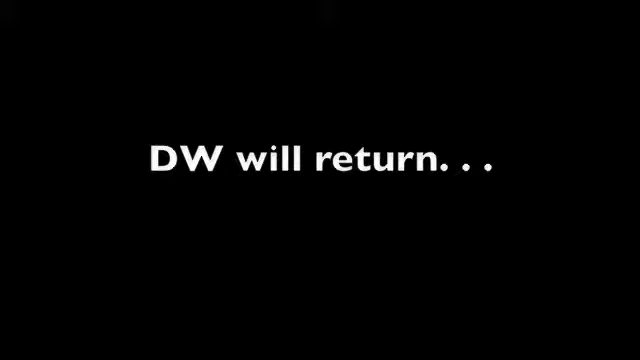 DW will return. . .